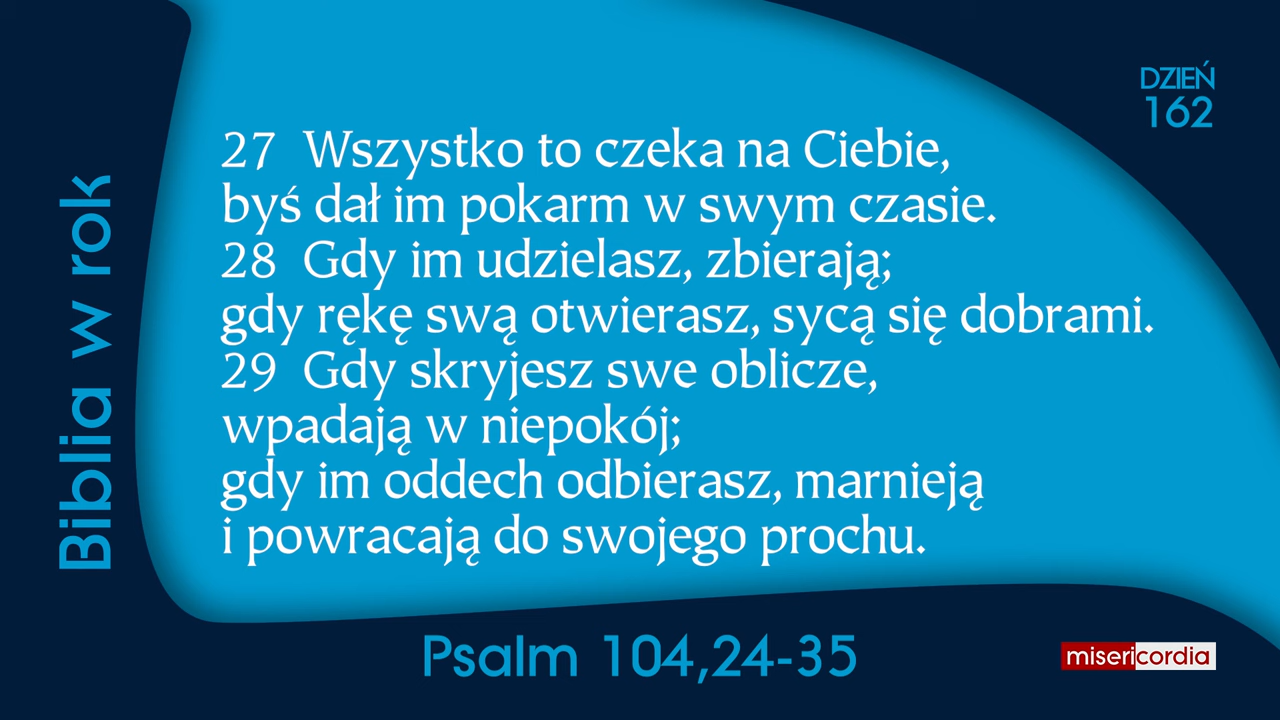 DZIEŃ
162
27 Wszystko to czeka na Ciebie,
byś dał im pokarm w swym czasie.
28 Gdy im udzielasz, zbierają;
gdy rękę swą otwierasz, sycą się dobrami.
29 Gdy skryjesz swe oblicze,
wpadają w niepokój;
gdy im oddech odbierasz, marnieją
i powracają do swojego prochu.
Biblia w rok
Psalm 104,24-35
misericordia